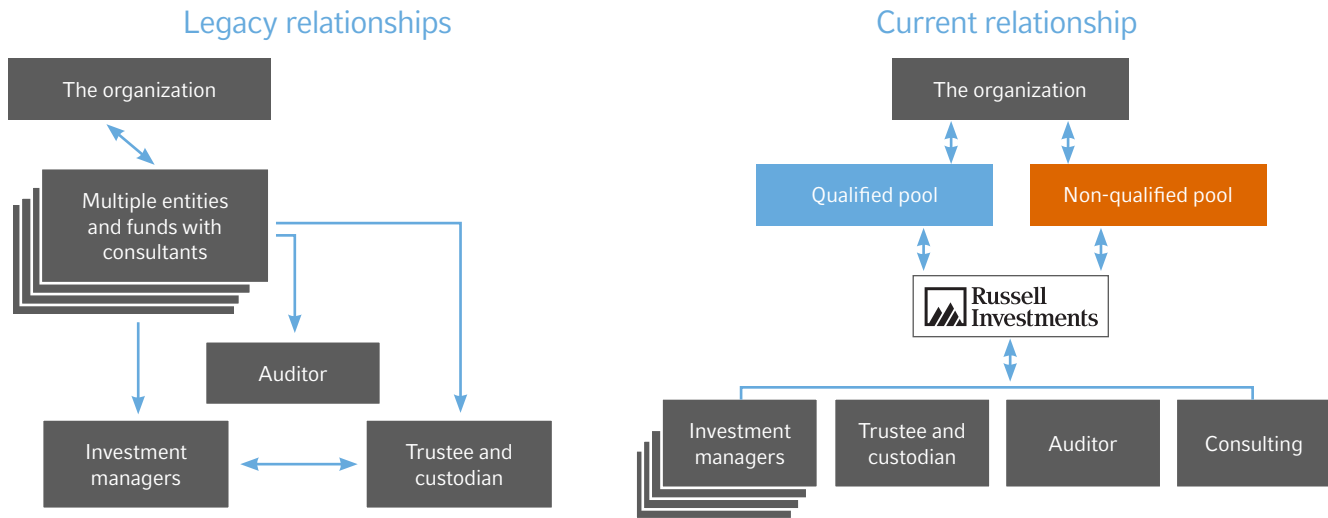 Legacy relationships
The organization
Multiple entities
and funds with
consultants
Auditor
Investment
managers
Trustee and
custodian
Current relationship
The organization
Qualified pool
Non-qualified pool
Russell
Investments
Investment
managers
Trustee and
custodian
Auditor
Consulting